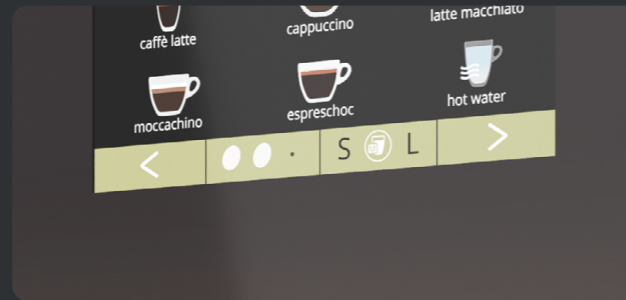 caffè latte
cappuccino
latte macchiato
moccachino
espreschoc
hot water
< S L >